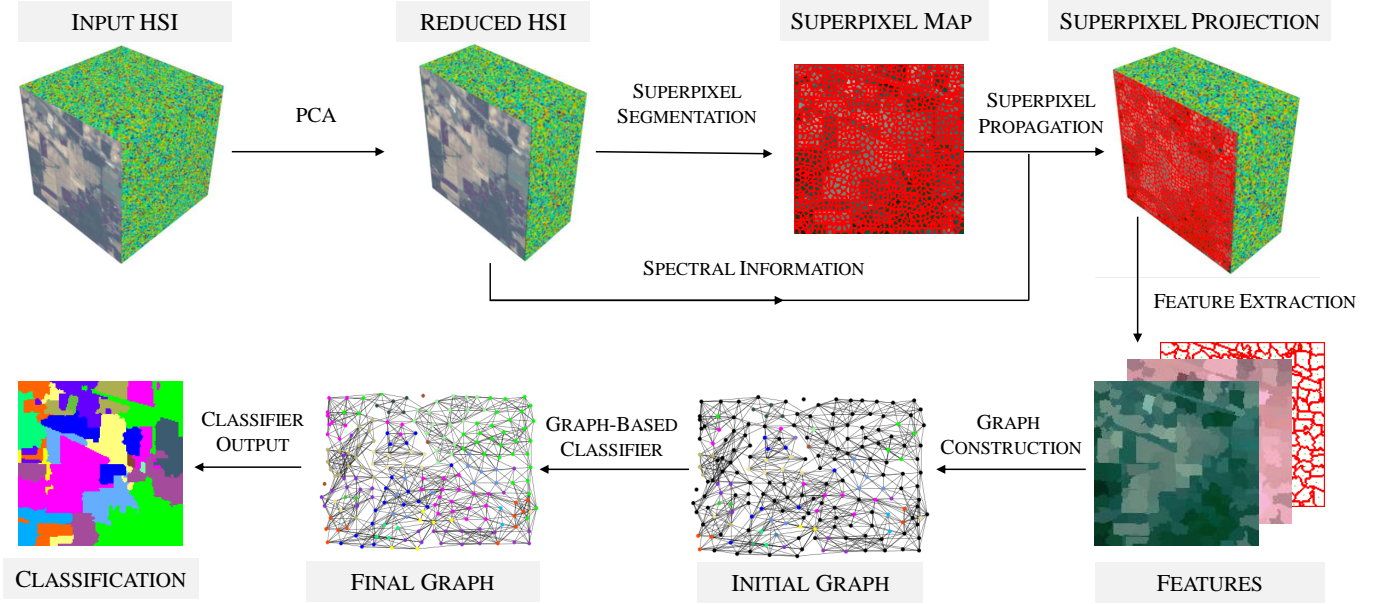 INPUT HSI
REDUCED HSI
SUPERPIXEL MAP
SUPERPIXEL PROJECTION
PCA
SUPERPIXEL
SEGMENTATION
SUPERPIXEL
PROPAGATION
SPECTRAL INFORMATION
FEATURE EXTRACTION
CLASSIFIER
OUTPUT
GRAPH-BASED
CLASSIFIER
GRAPH
CONSTRUCTION
CLASSIFICATION
FINAL GRAPH
INITIAL GRAPH
FEATURES